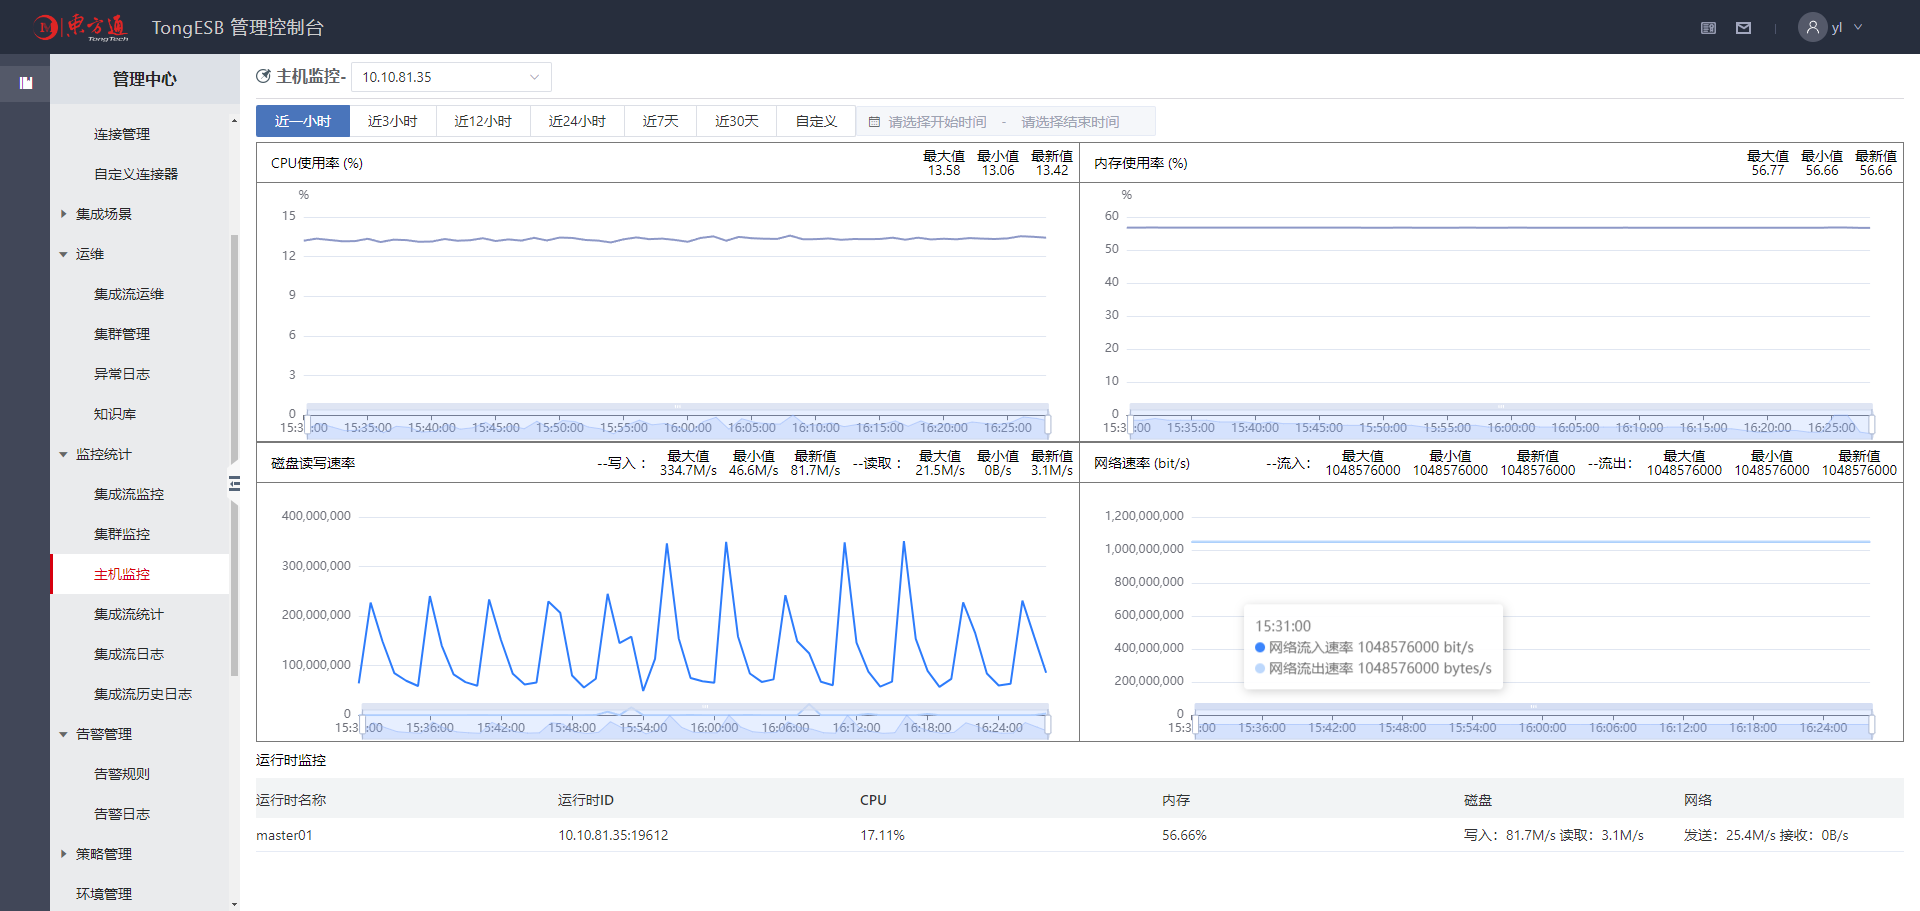 東方通
TongTech
TongESB 管理控制台
yl
管理中心
连接管理
自定义连接器
集成场景
运维
集成流运维
集群管理
异常日志
知识库
监控统计
集成流监控
集群监控
主机监控
集成流统计
集成流日志
集成流历史日志
告警管理
告警规则
告警日志
策略管理
环境管理
主机监控- 10.10.81.35
近一小时 近3小时 近12小时 近24小时 近7天 近30天 自定义 请选择开始时间 - 请选择结束时间
CPU使用率 (%)
最大值 最小值 最新值
13.58 13.06 13.42
%
15
12
9
6
3
0
15:3 :00 15:35:00 15:40:00 15:45:00 15:50:00 15:55:00 16:00:00 16:05:00 16:10:00 16:15:00 16:20:00 16:25:00
内存使用率 (%)
最大值 最小值 最新值
56.77 56.66 56.66
%
60
50
40
30
20
10
0
15:3 :00 15:35:00 15:40:00 15:45:00 15:50:00 15:55:00 16:00:00 16:05:00 16:10:00 16:15:00 16:20:00 16:25:00
磁盘读写速率
--写入： 最大值 最小值 最新值 --读取： 最大值 最小值 最新值
334.7M/s 46.6M/s 81.7M/s 21.5M/s 0B/s 3.1M/s
400,000,000
300,000,000
200,000,000
100,000,000
0
15:3 :00 15:36:00 15:42:00 15:48:00 15:54:00 16:00:00 16:06:00 16:12:00 16:18:00 16:24:00
网络速率 (bit/s)
--流入： 最大值 最小值 最新值 --流出： 最大值 最小值 最新值
1048576000 1048576000 1048576000 1048576000 1048576000 1048576000
1,200,000,000
1,000,000,000
800,000,000
600,000,000
400,000,000
200,000,000
0
15:31:00
网络流入速率 1048576000 bit/s
网络流出速率 1048576000 bytes/s
15:3 :00 15:36:00 15:42:00 15:48:00 15:54:00 16:00:00 16:06:00 16:12:00 16:18:00 16:24:00
运行时监控
运行时名称 运行时ID CPU 内存 磁盘 网络
master01 10.10.81.35:19612 17.11% 56.66% 写入：81.7M/s 读取：3.1M/s 发送：25.4M/s 接收：0B/s